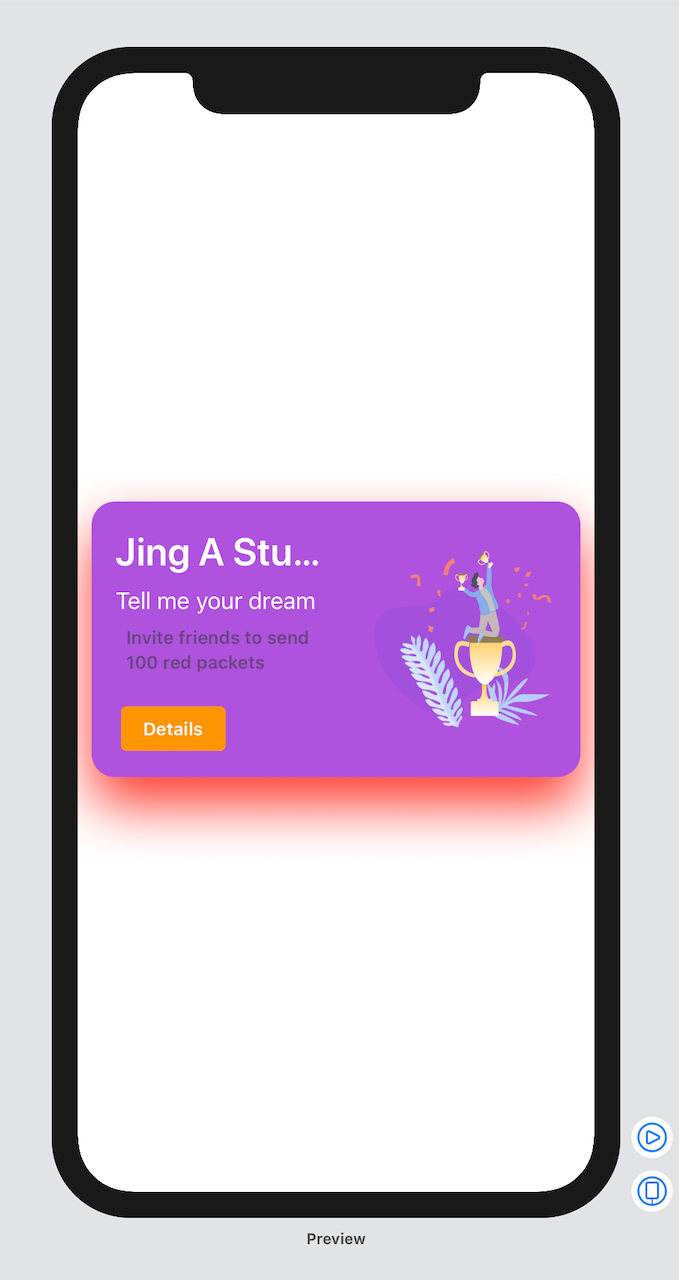 Jing A Stu...
Tell me your dream
Invite friends to send
100 red packets
Details
Preview